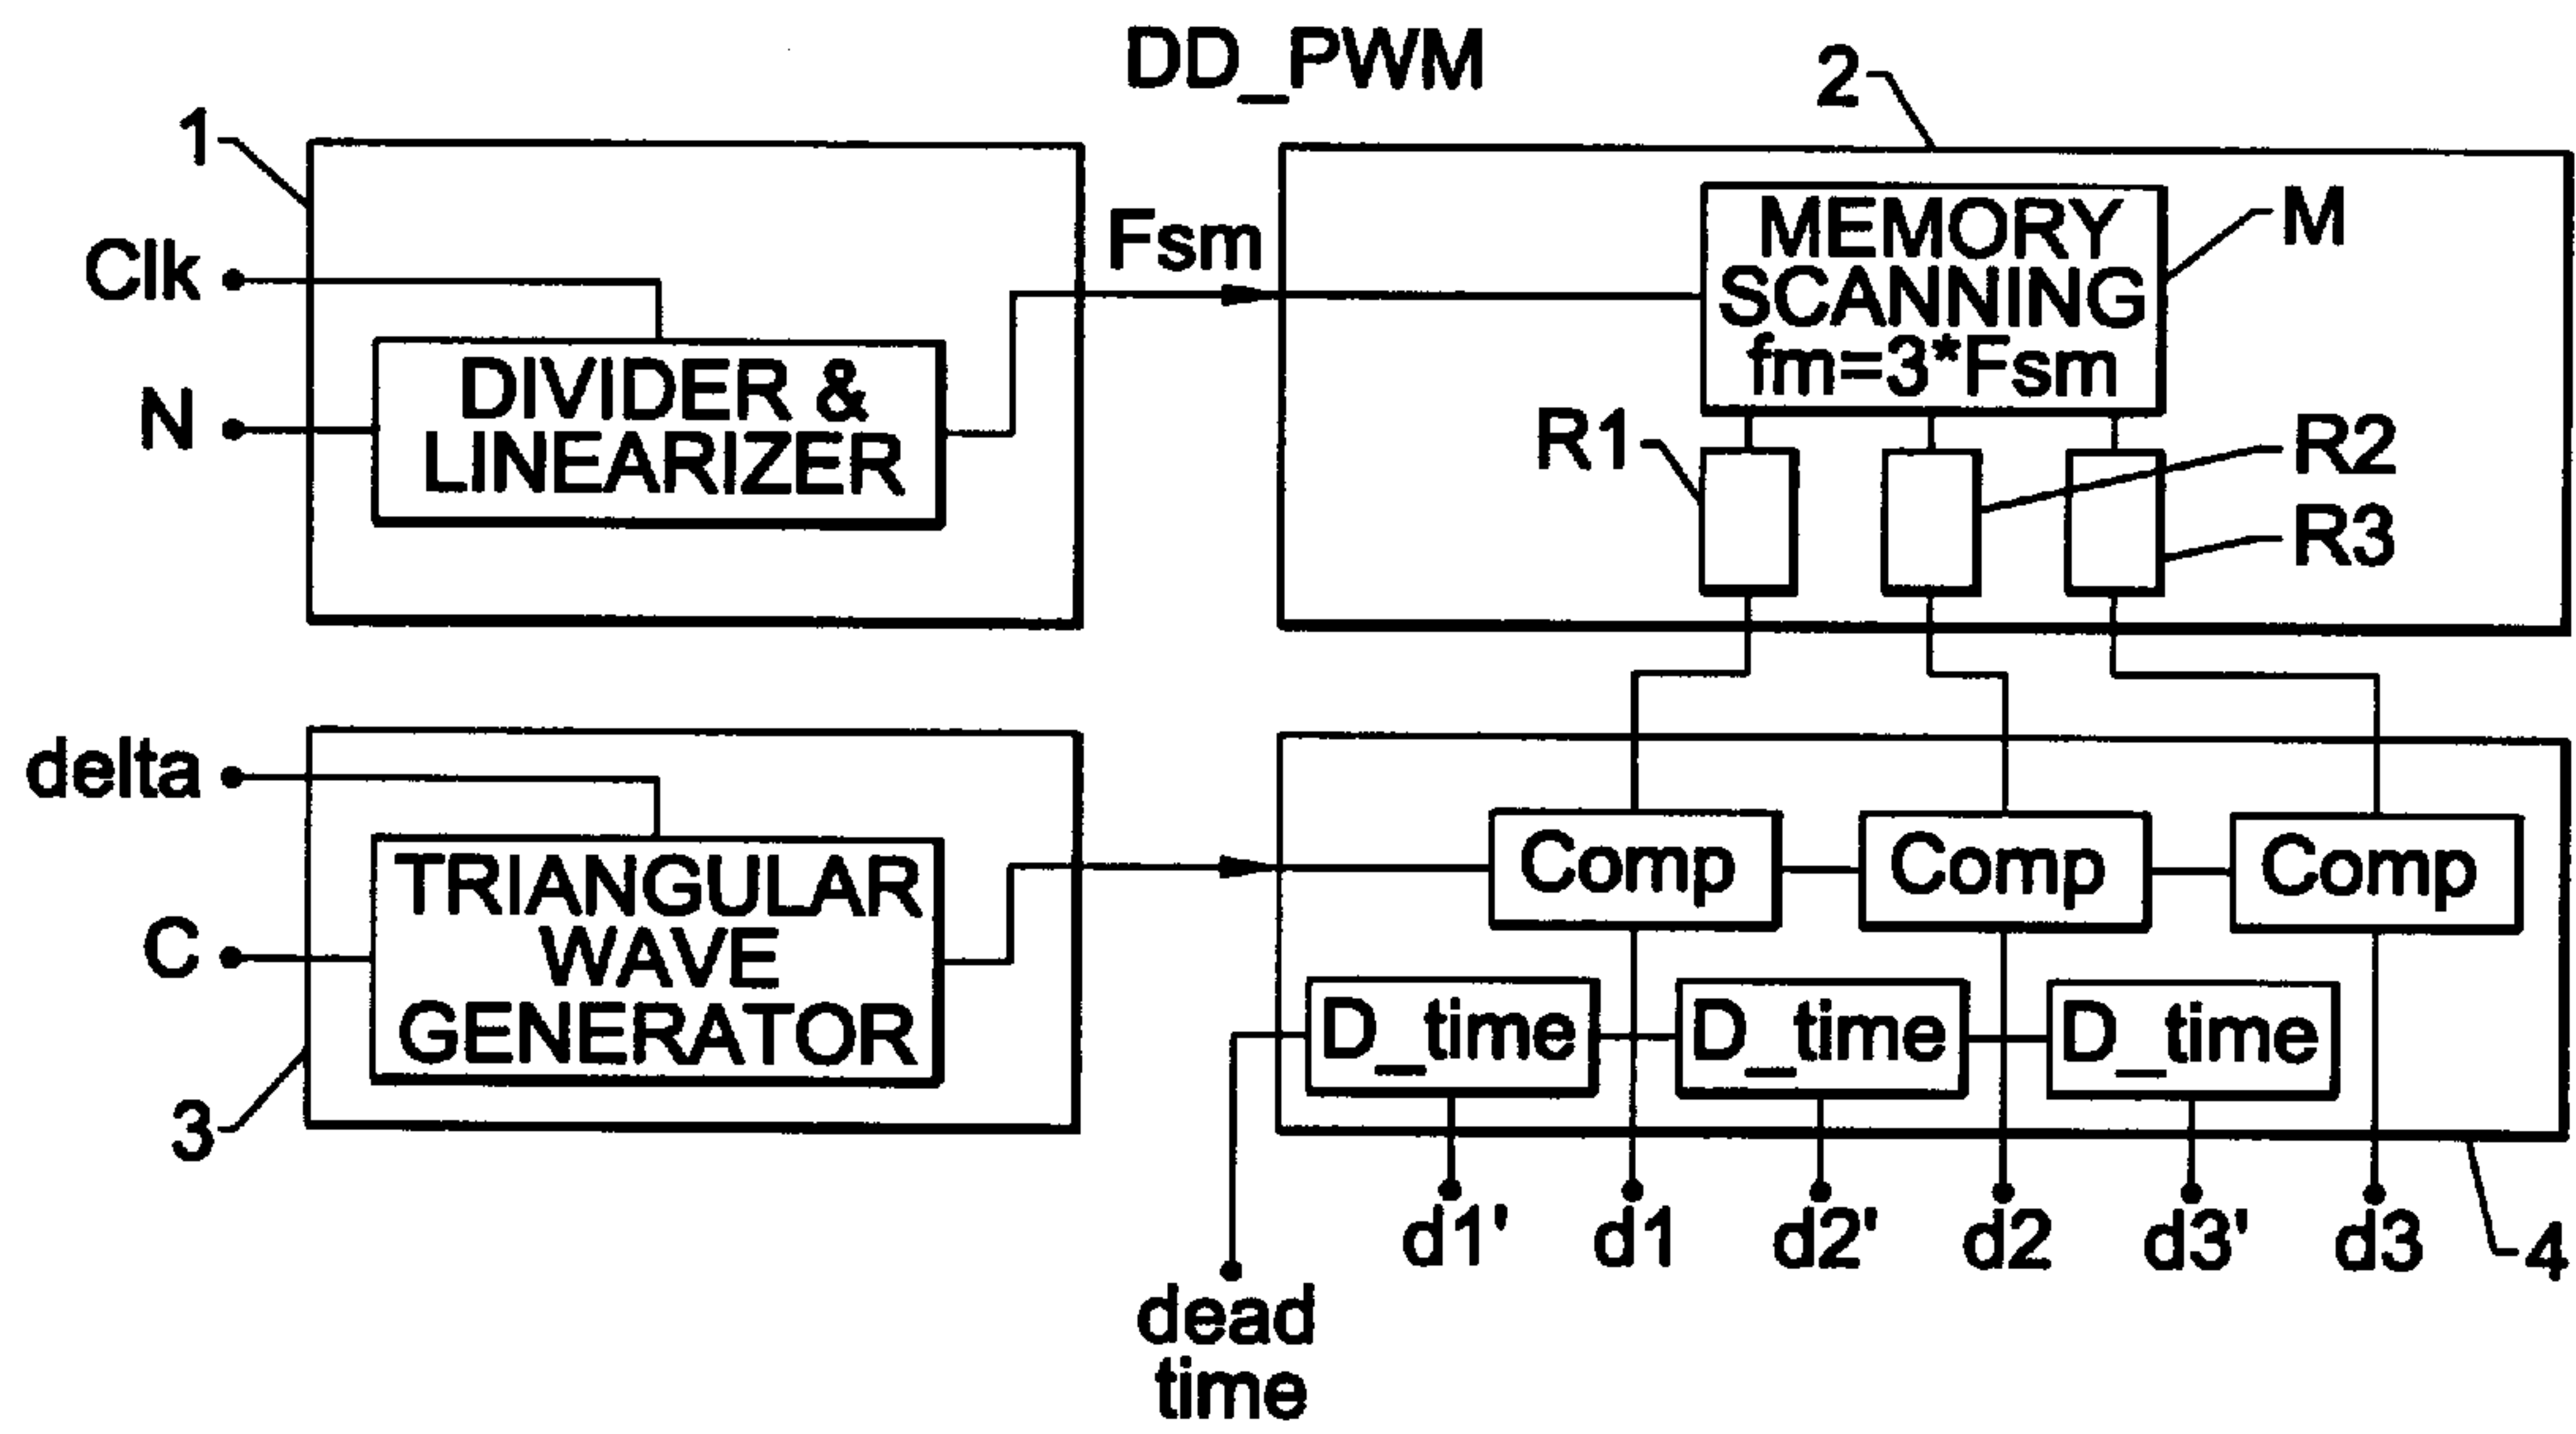 DD_PWM
1
2
Clk
N
DIVIDER &
LINEARIZER
Fsm
MEMORY
SCANNING
fm=3*Fsm
M
R1
R2
R3
delta
C
TRIANGULAR
WAVE
GENERATOR
3
Comp
Comp
Comp
D_time
D_time
D_time
d1'
d1
d2'
d2
d3'
d3
4
dead
time